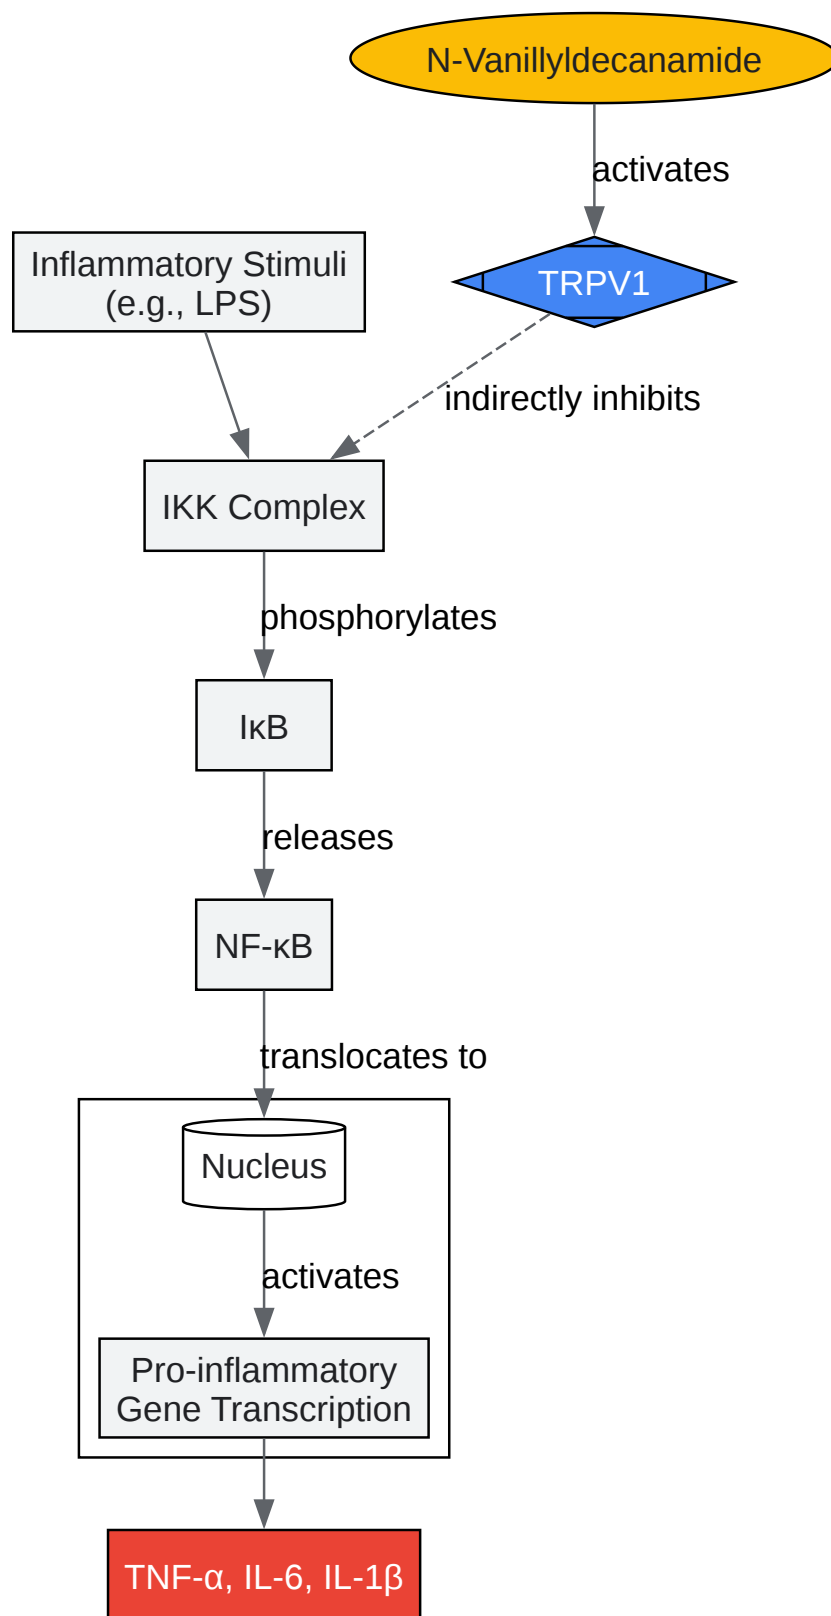 N-Vanillyldecanamide
activates
TRPV1
Inflammatory Stimuli
(e.g., LPS)
indirectly inhibits
IKK Complex
phosphorylates
IκB
releases
NF-κB
translocates to
Nucleus
activates
Pro-inflammatory
Gene Transcription
TNF-α, IL-6, IL-1β